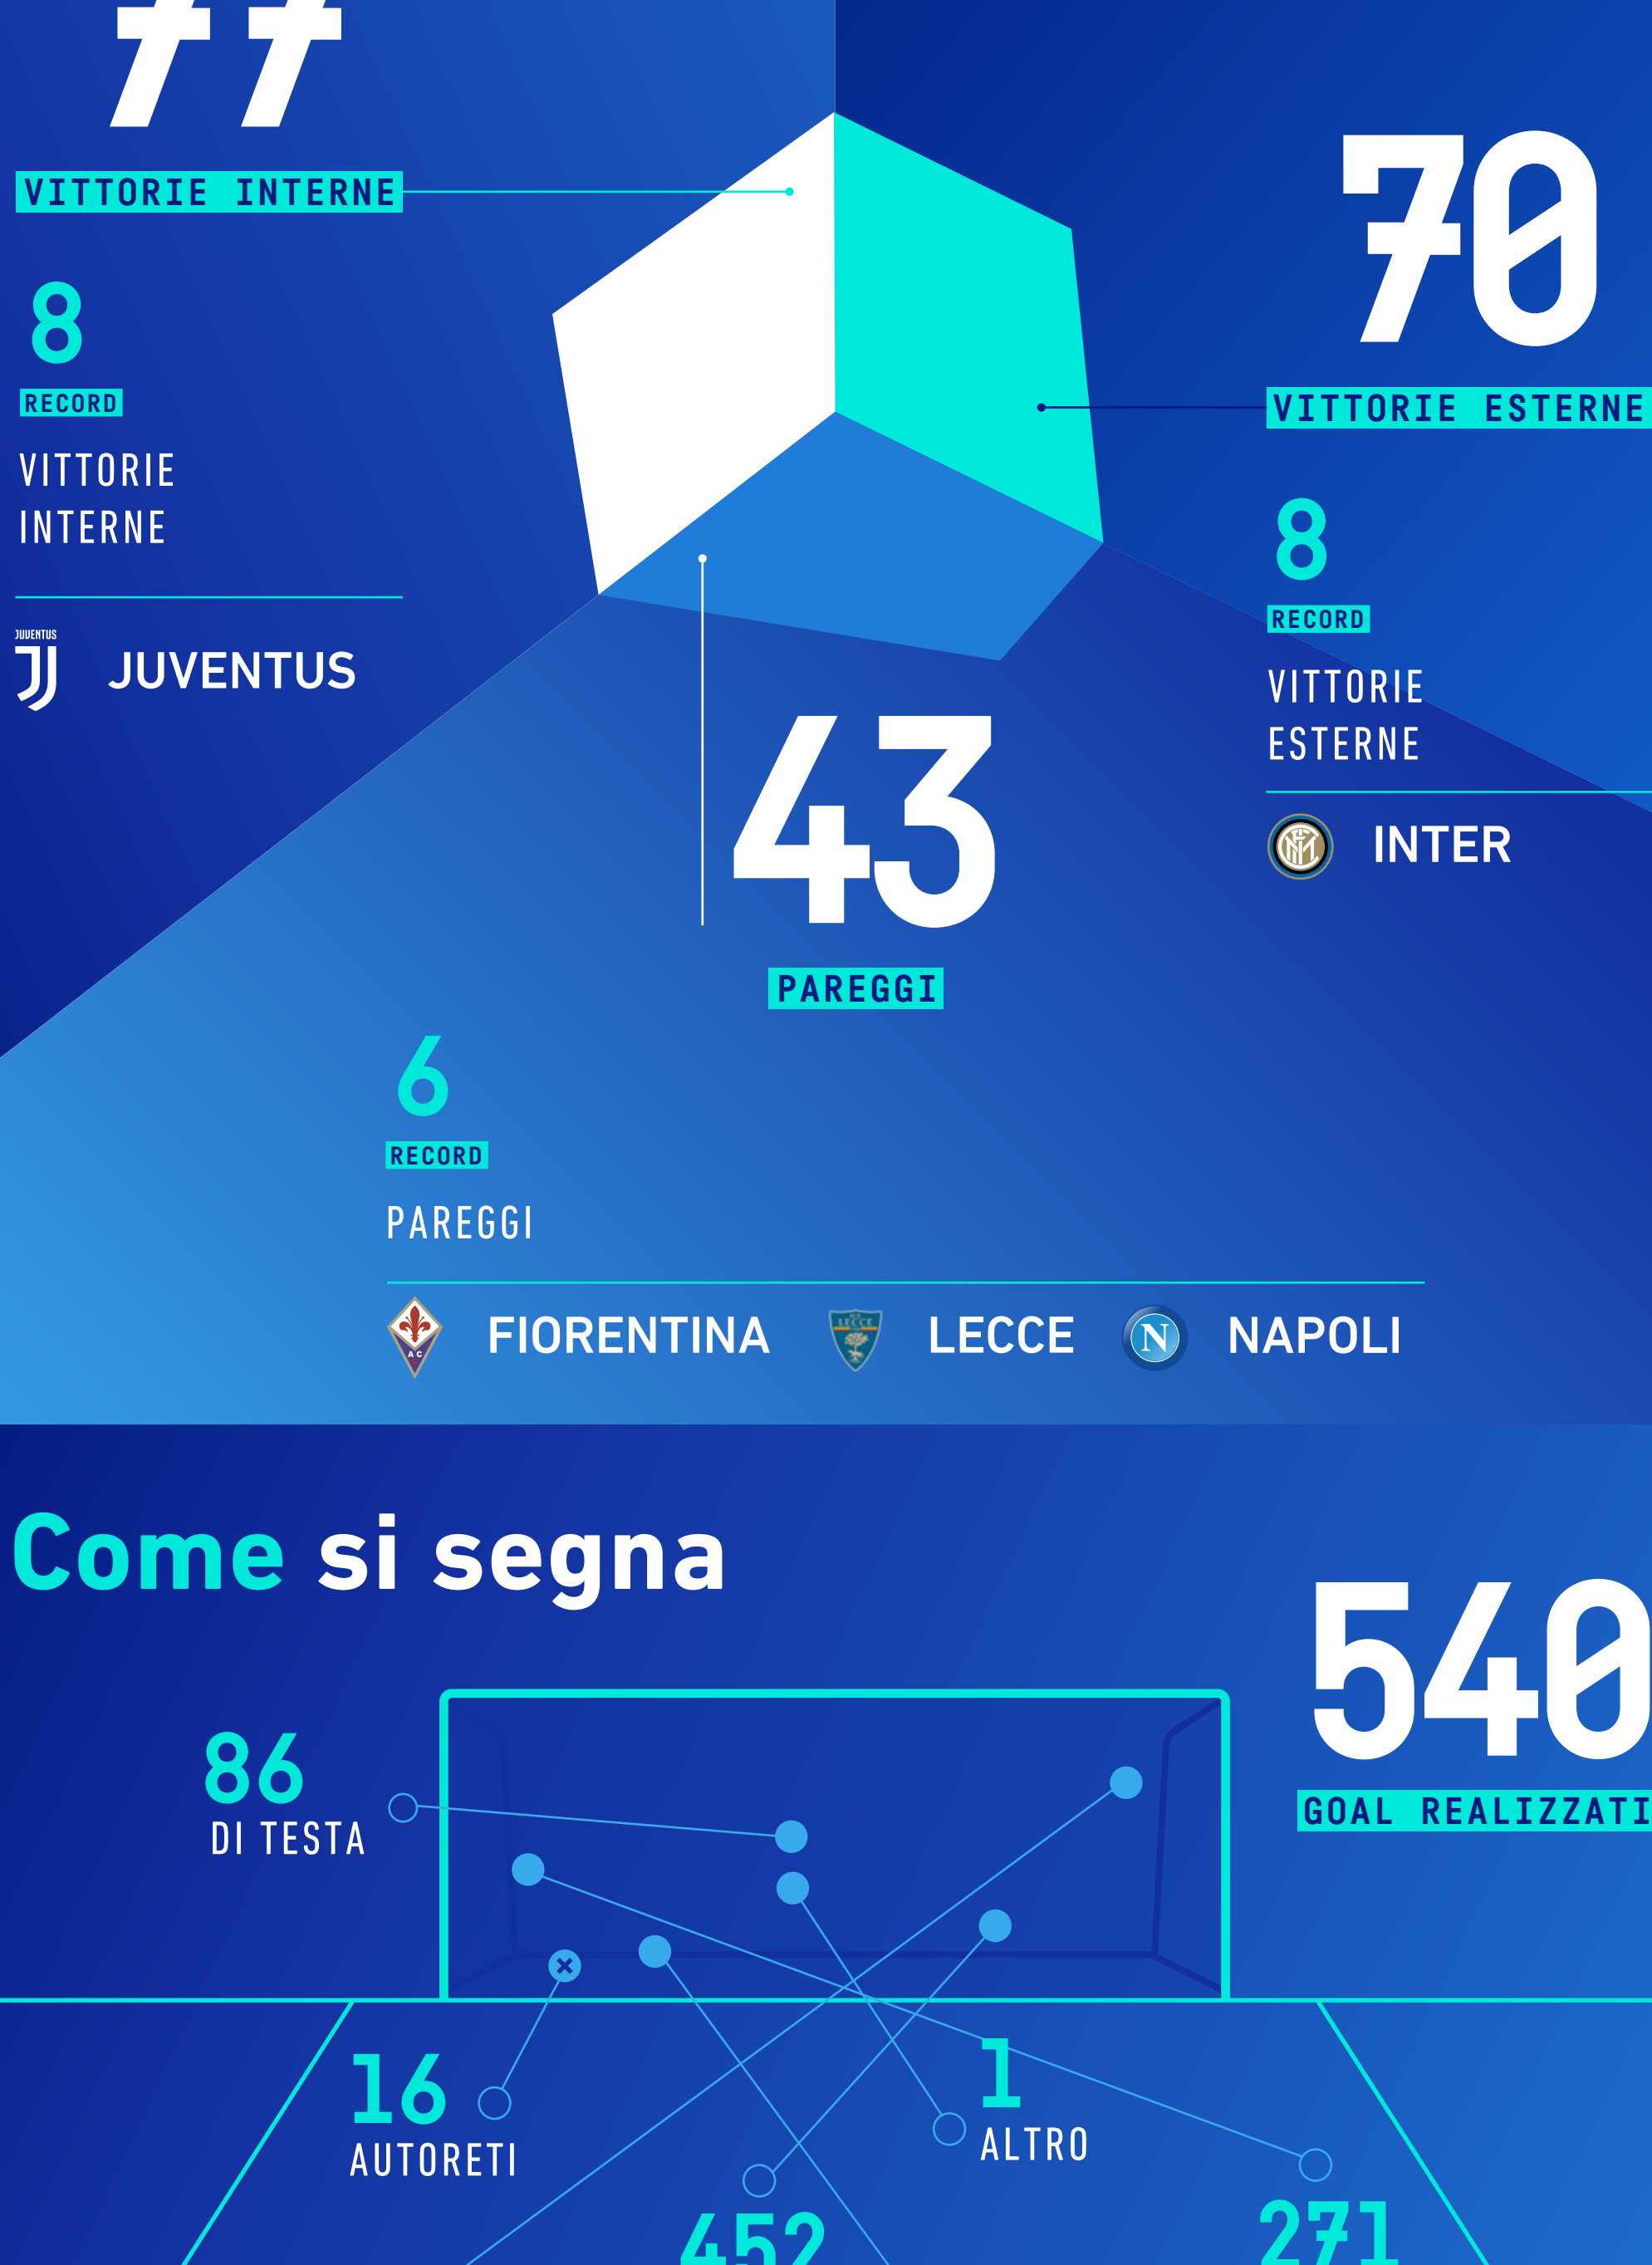 77
VITTORIE INTERNE
8
RECORD
VITTORIE
INTERNE
JUVENTUS
JUVENTUS
70
VITTORIE ESTERNE
8
RECORD
VITTORIE
ESTERNE
INTER
43
PAREGGI
6
RECORD
PAREGGI
AC
FIORENTINA
U.S.
LECCE
LECCE
N
NAPOLI
Come si segna
540
GOAL REALIZZATI
86
DI TESTA
16
AUTORETI
1
ALTRO
452
271